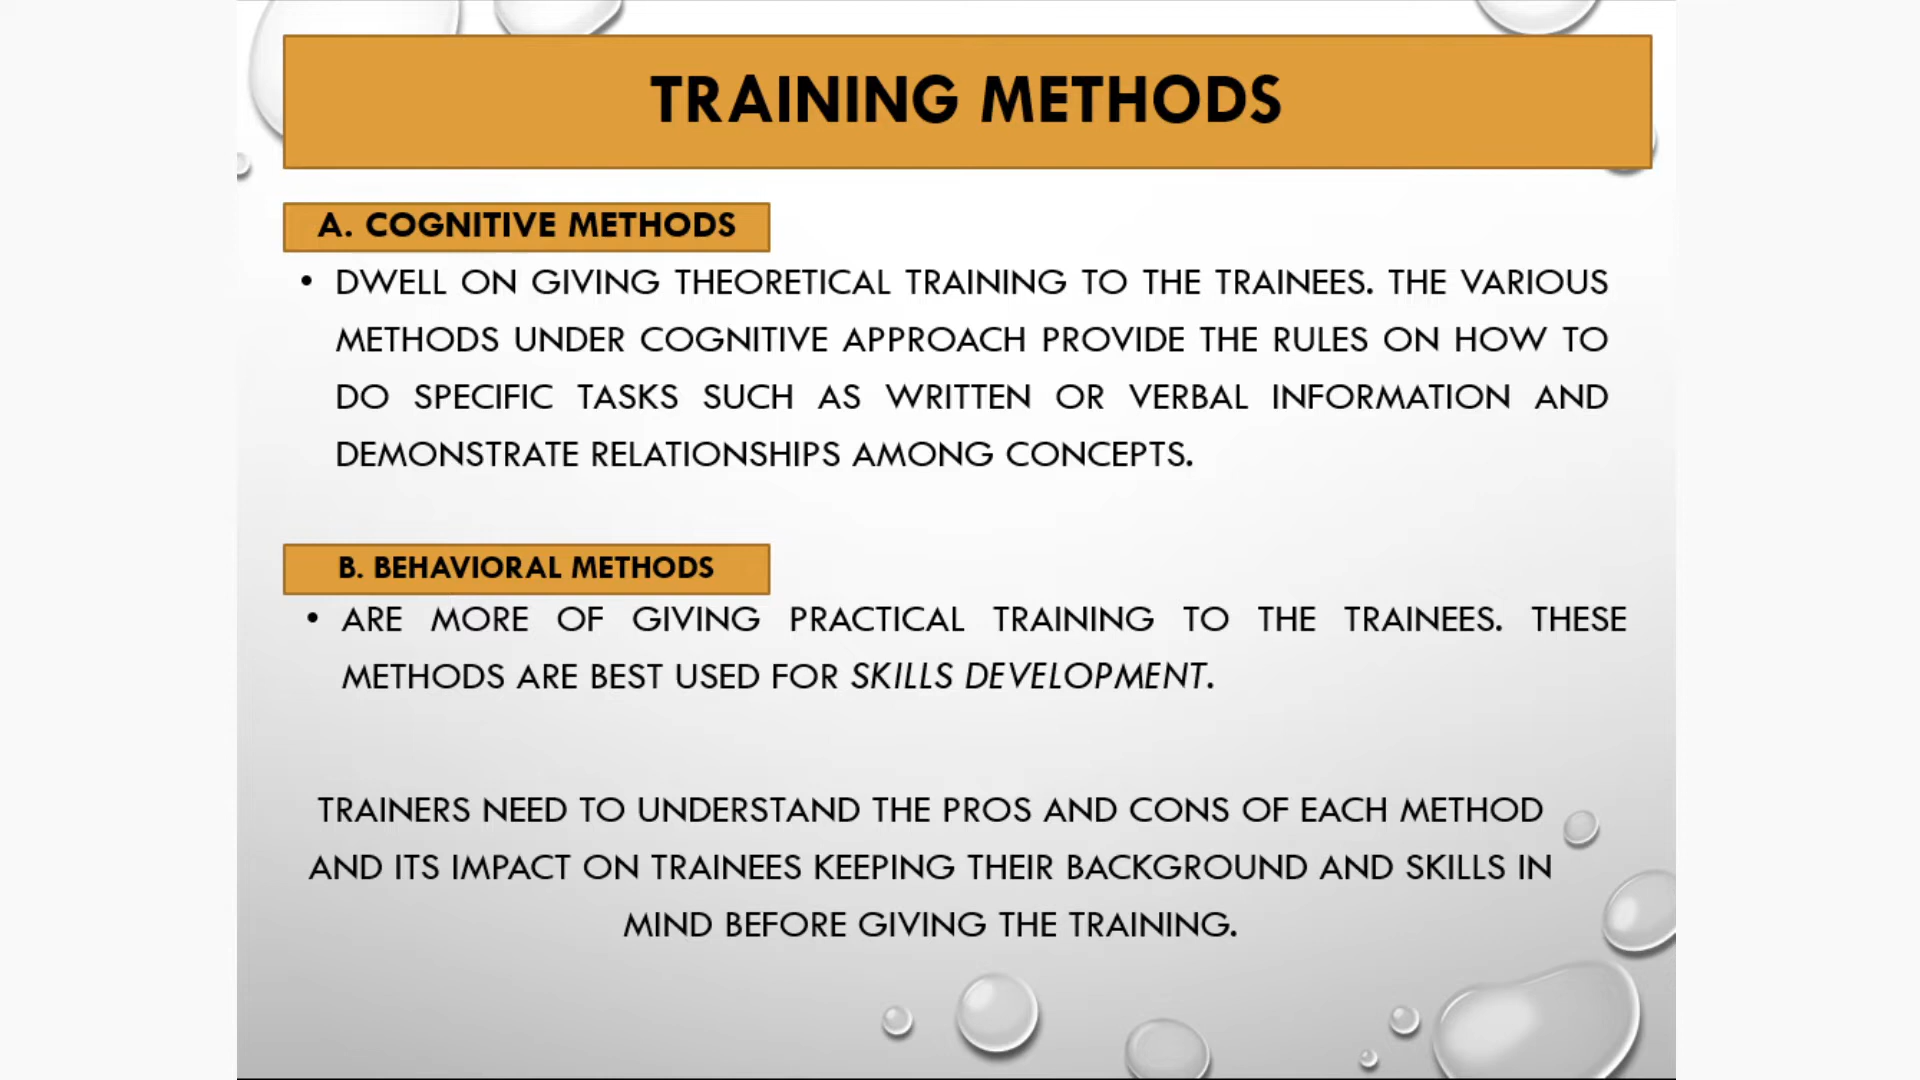 TRAINING METHODS
A. COGNITIVE METHODS
• DWELL ON GIVING THEORETICAL TRAINING TO THE TRAINEES. THE VARIOUS
METHODS UNDER COGNITIVE APPROACH PROVIDE THE RULES ON HOW TO
DO SPECIFIC TASKS SUCH AS WRITTEN OR VERBAL INFORMATION AND
DEMONSTRATE RELATIONSHIPS AMONG CONCEPTS.
B. BEHAVIORAL METHODS
• ARE MORE OF GIVING PRACTICAL TRAINING TO THE TRAINEES. THESE
METHODS ARE BEST USED FOR SKILLS DEVELOPMENT.
TRAINERS NEED TO UNDERSTAND THE PROS AND CONS OF EACH METHOD
AND ITS IMPACT ON TRAINEES KEEPING THEIR BACKGROUND AND SKILLS IN
MIND BEFORE GIVING THE TRAINING.